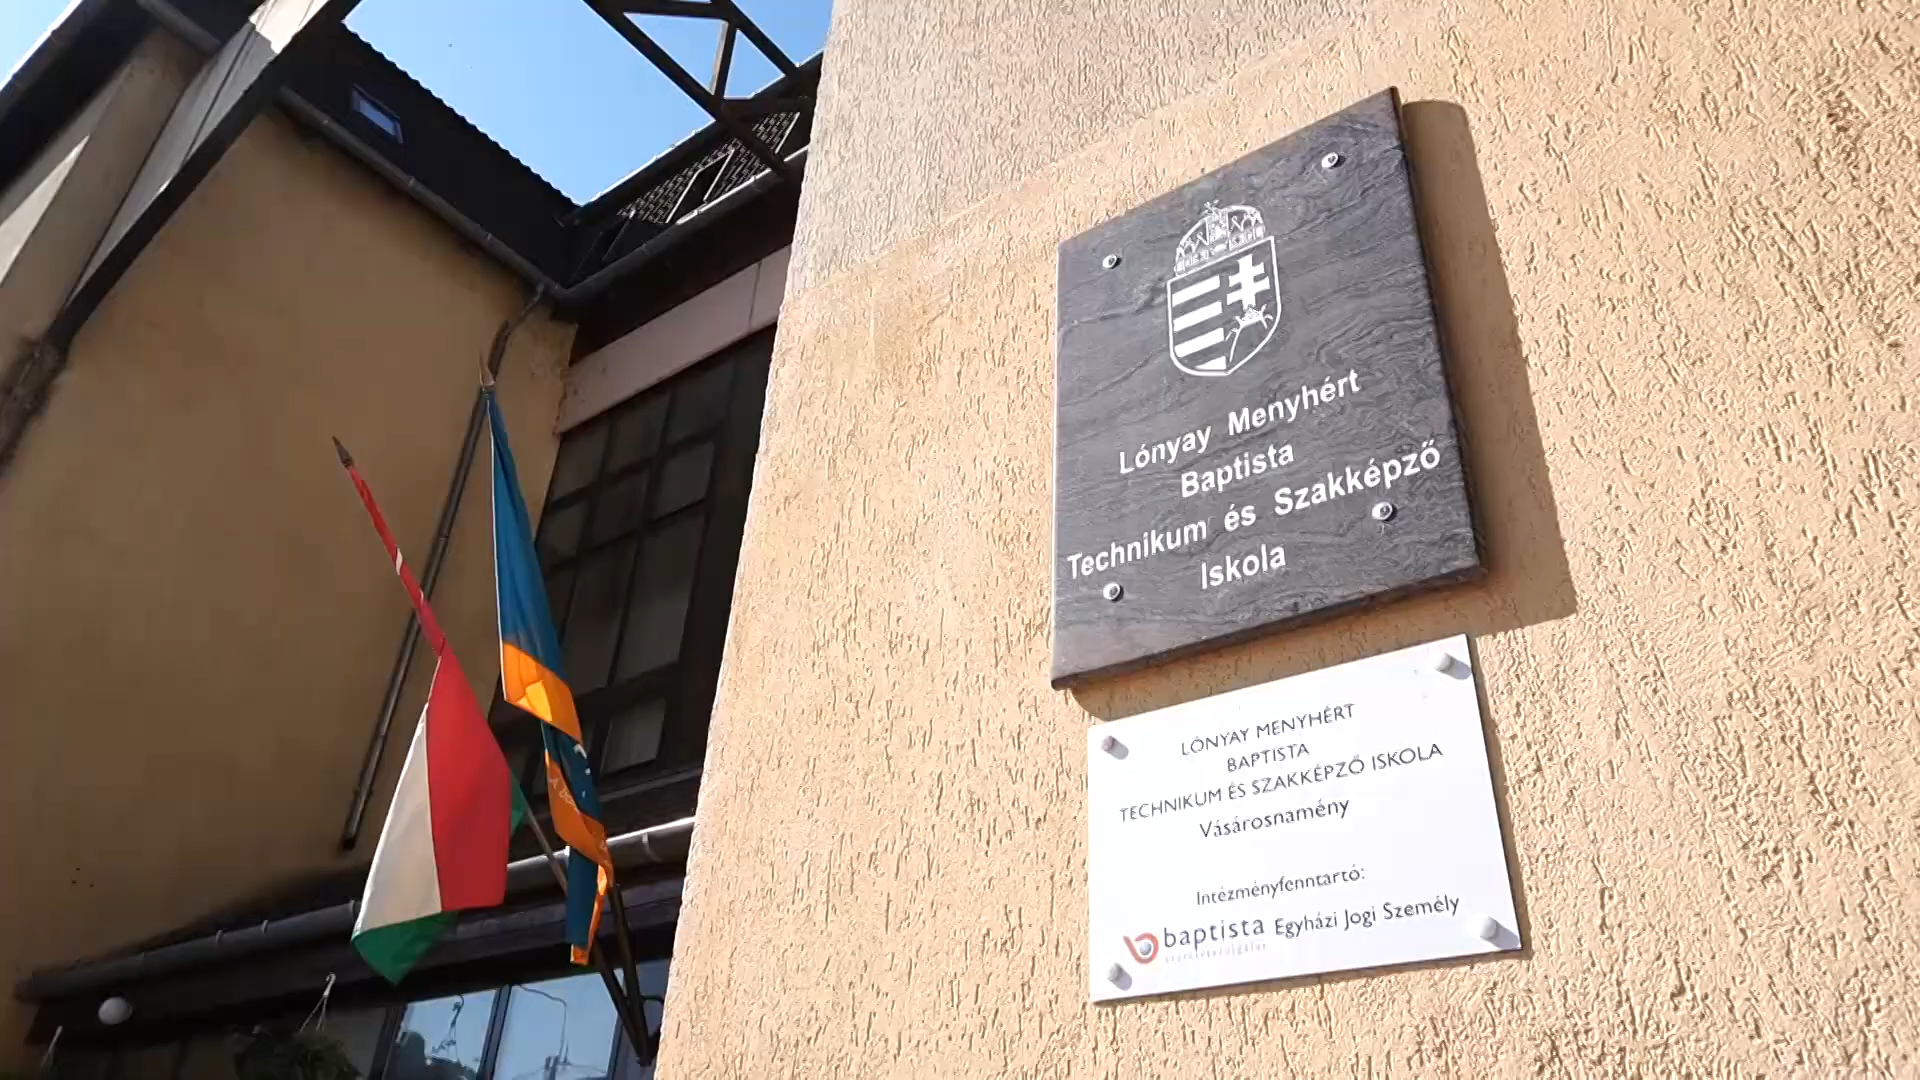 Lónyay Menyhért
Baptista
Technikum és Szakképző
Iskola
LÓNYAY MENYHÉRT
BAPTISTA
TECHNIKUM ÉS SZAKKÉPZŐ ISKOLA
Vásárosnamény
Intézményfenntartó:
baptista Egyházi Jogi Személy
szeretetszolgálat